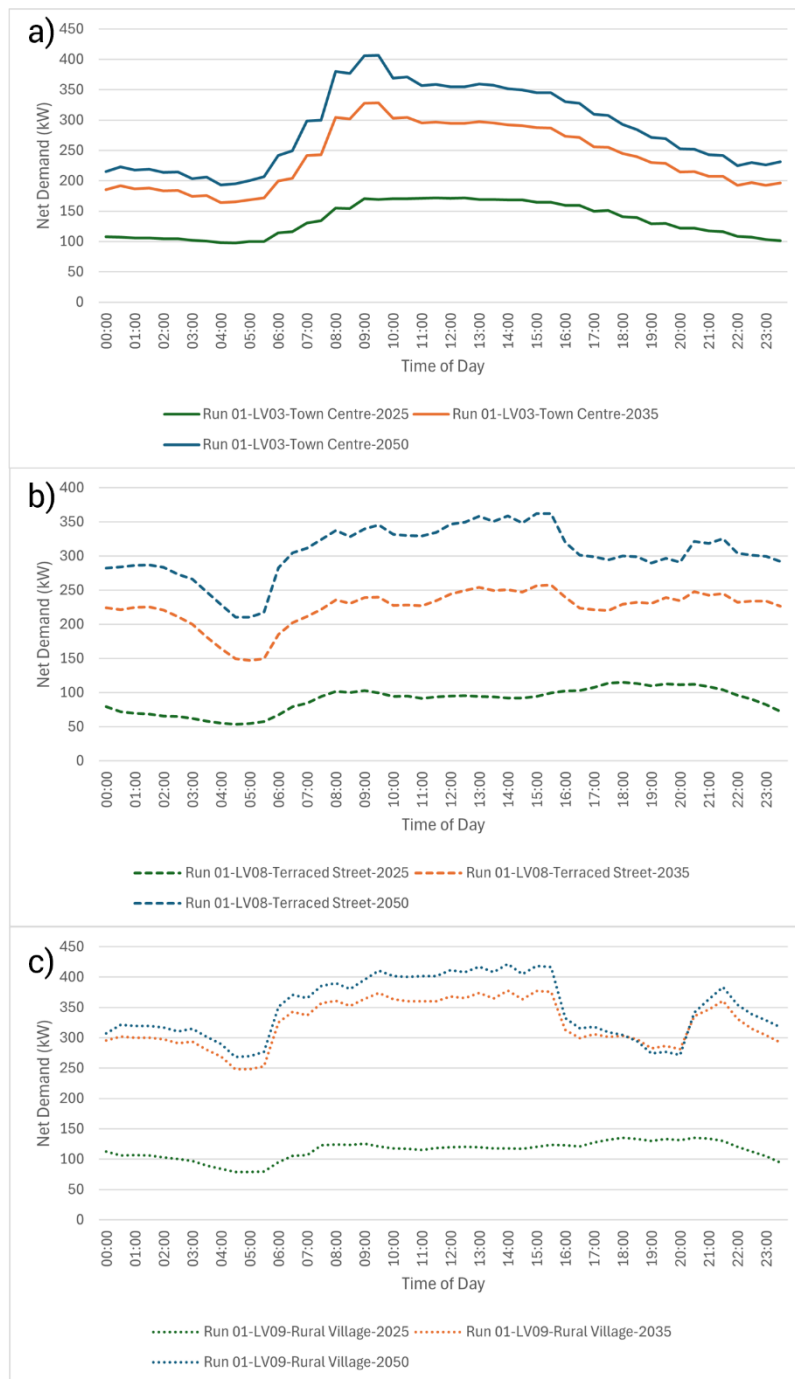 a)
450
400
350
300
250
200
150
100
50
0
Net Demand (kW)
00:00 01:00 02:00 03:00 04:00 05:00 06:00 07:00 08:00 09:00 10:00 11:00 12:00 13:00 14:00 15:00 16:00 17:00 18:00 19:00 20:00 21:00 22:00 23:00
Time of Day
Run 01-LV03-Town Centre-2025 Run 01-LV03-Town Centre-2035
Run 01-LV03-Town Centre-2050
b)
400
350
300
250
200
150
100
50
0
Net Demand (kW)
00:00 01:00 02:00 03:00 04:00 05:00 06:00 07:00 08:00 09:00 10:00 11:00 12:00 13:00 14:00 15:00 16:00 17:00 18:00 19:00 20:00 21:00 22:00 23:00
Time of Day
Run 01-LV08-Terraced Street-2025 Run 01-LV08-Terraced Street-2035
Run 01-LV08-Terraced Street-2050
c)
450
400
350
300
250
200
150
100
50
0
Net Demand (kW)
00:00 01:00 02:00 03:00 04:00 05:00 06:00 07:00 08:00 09:00 10:00 11:00 12:00 13:00 14:00 15:00 16:00 17:00 18:00 19:00 20:00 21:00 22:00 23:00
Time of Day
Run 01-LV09-Rural Village-2025 Run 01-LV09-Rural Village-2035
Run 01-LV09-Rural Village-2050